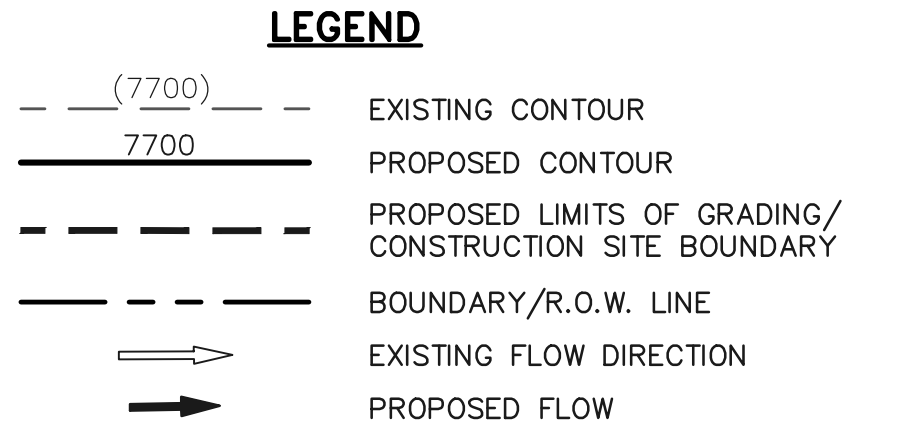 LEGEND
(7700)
EXISTING CONTOUR
7700
PROPOSED CONTOUR
PROPOSED LIMITS OF GRADING/
CONSTRUCTION SITE BOUNDARY
BOUNDARY/R.O.W. LINE
EXISTING FLOW DIRECTION
PROPOSED FLOW